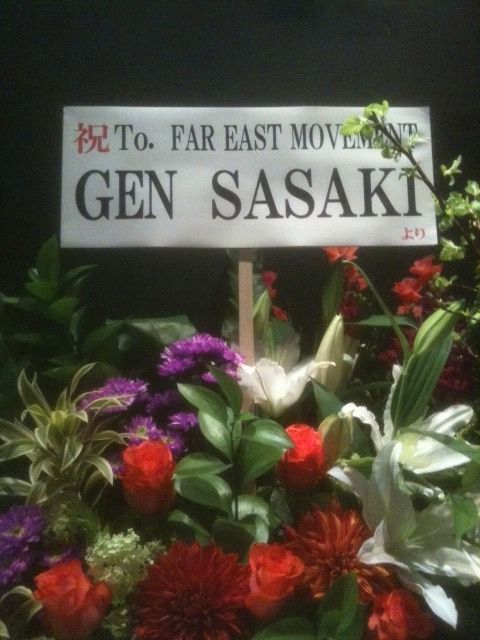 祝 To. FAR EAST MOVEMENT
GEN SASAKI
より